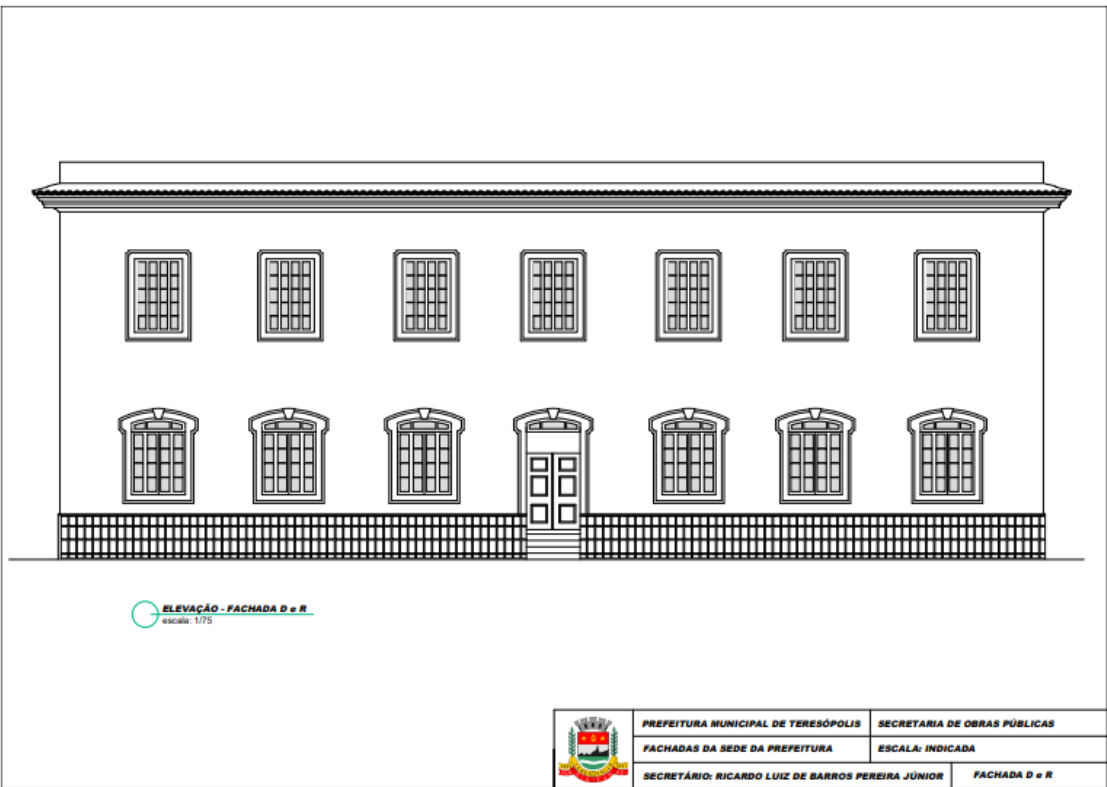 ELEVAÇÃO - FACHADA D e R
escala: 1/75
PREFEITURA MUNICIPAL DE TERESÓPOLIS
SECRETARIA DE OBRAS PÚBLICAS
FACHADAS DA SEDE DA PREFEITURA
ESCALA: INDICADA
SECRETÁRIO: RICARDO LUIZ DE BARROS PEREIRA JÚNIOR
FACHADA D e R